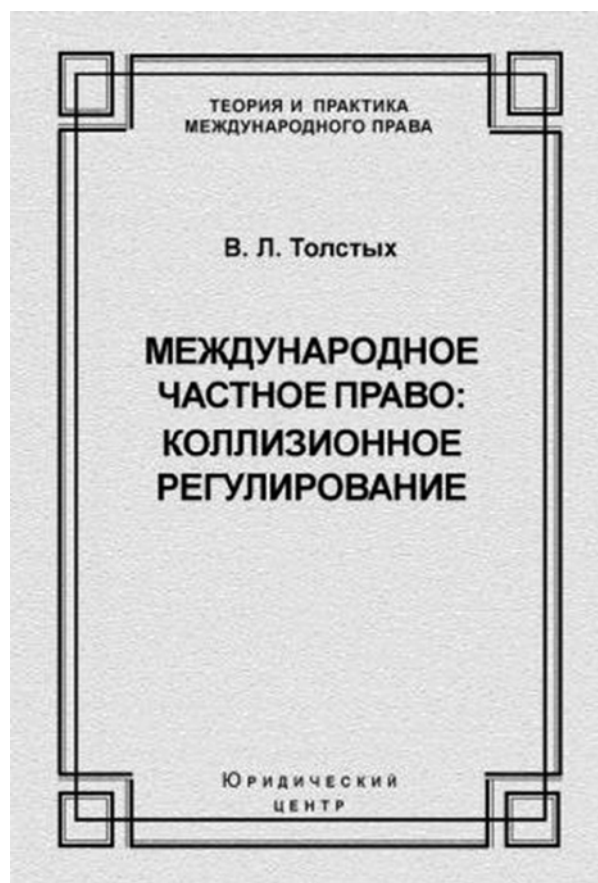 ТЕОРИЯ И ПРАКТИКА
МЕЖДУНАРОДНОГО ПРАВА
В. Л. Толстых
МЕЖДУНАРОДНОЕ
ЧАСТНОЕ ПРАВО:
КОЛЛИЗИОННОЕ
РЕГУЛИРОВАНИЕ
ЮРИДИЧЕСКИЙ
ЦЕНТР